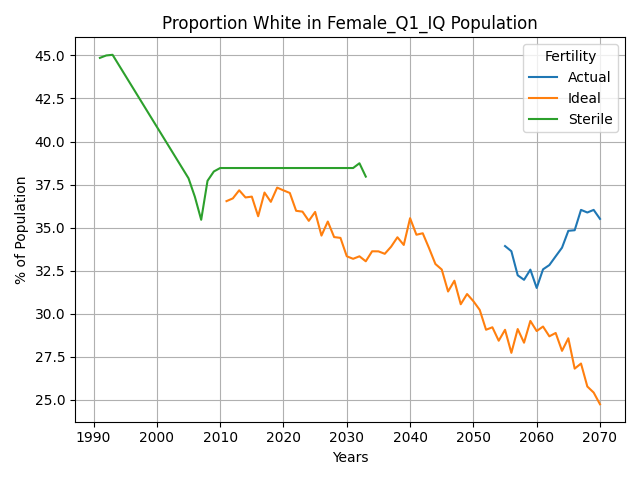 Proportion White in Female_Q1_IQ Population
Fertility
Actual
Ideal
Sterile
% of Population
45.0
42.5
40.0
37.5
35.0
32.5
30.0
27.5
25.0
1990 2000 2010 2020 2030 2040 2050 2060 2070
Years